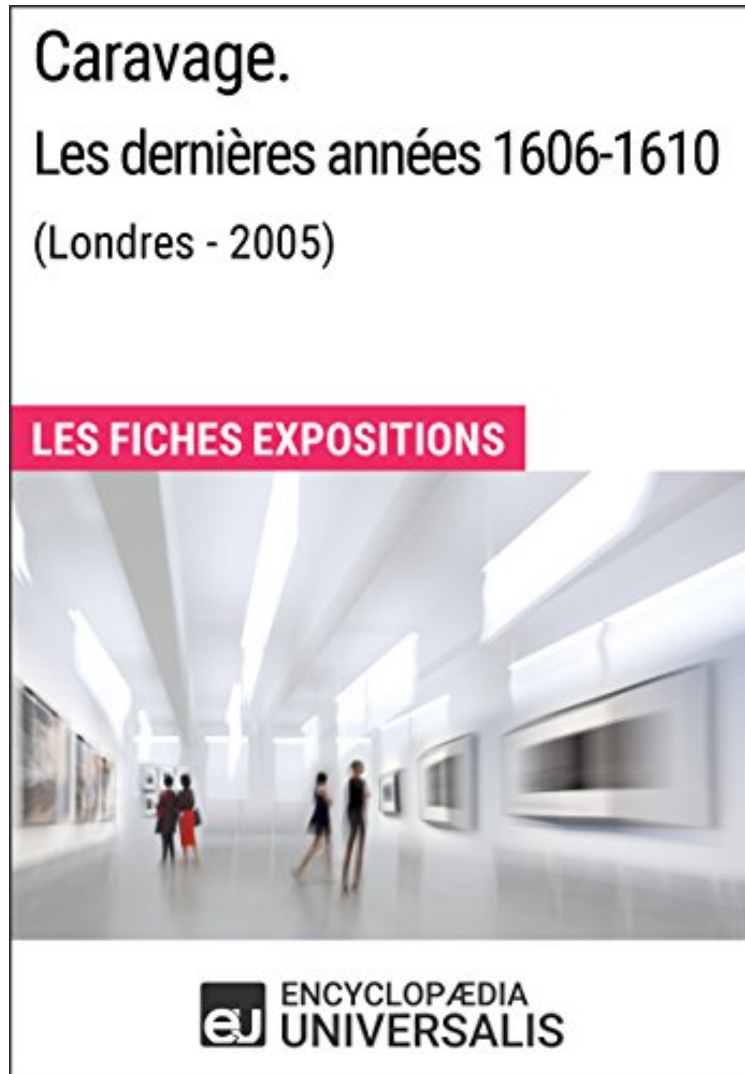 Caravage.
Les dernières années 1606-1610
(Londres - 2005)
LES FICHES EXPOSITIONS
eu ENCYCLOPÆDIA
UNIVERSALIS